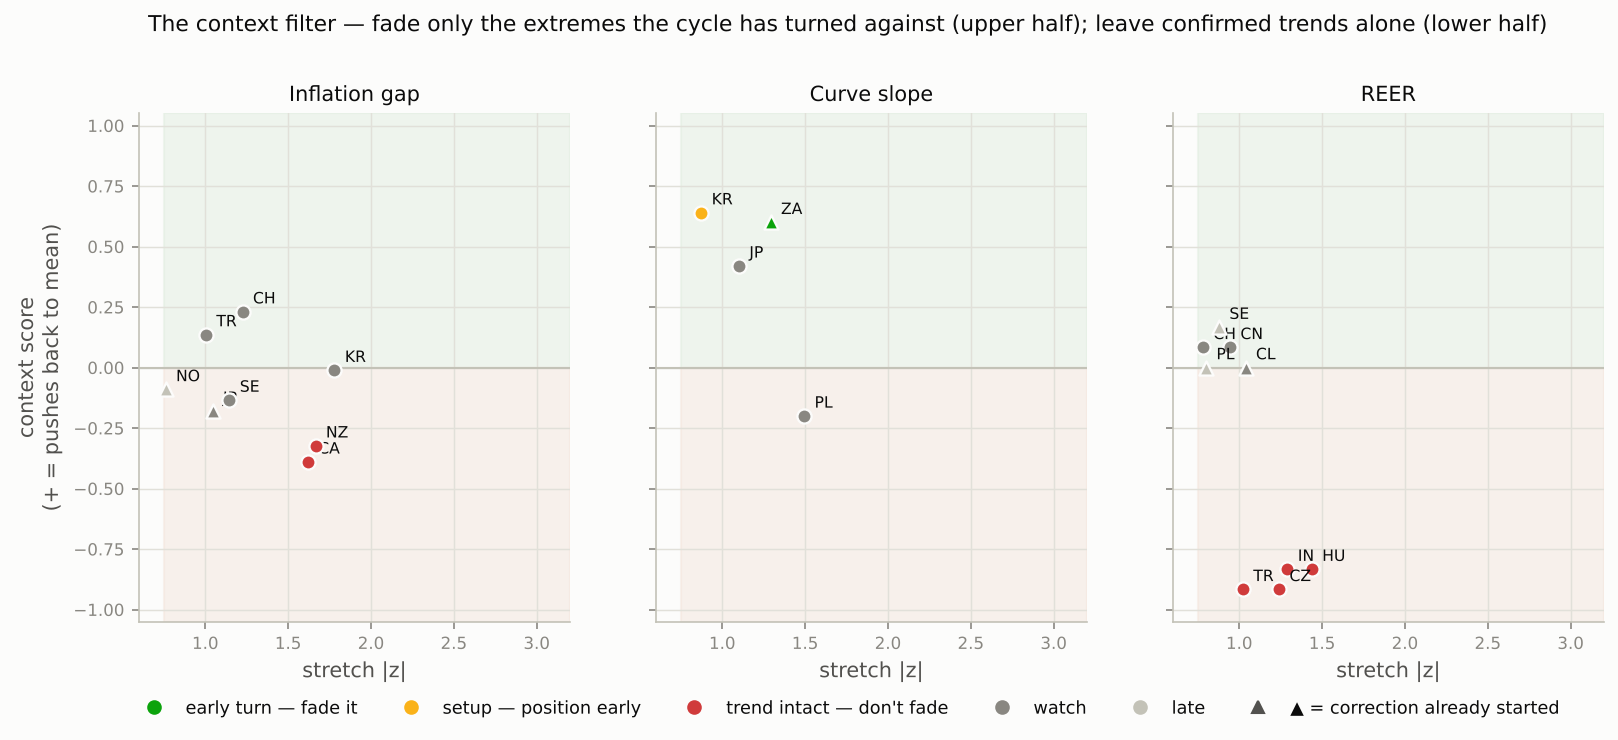 The context filter — fade only the extremes the cycle has turned against (upper half); leave confirmed trends alone (lower half)
Inflation gap
Curve slope
REER
context score
(+ = pushes back to mean)
1.00
0.75
0.50
0.25
0.00
−0.25
−0.50
−0.75
−1.00
CH
TR
KR
NO
SE
NZ
CA
KR
ZA
JP
PL
SE
CH
CN
PL
CL
IN
HU
TR
CZ
1.0 1.5 2.0 2.5 3.0
1.0 1.5 2.0 2.5 3.0
1.0 1.5 2.0 2.5 3.0
stretch |z|
stretch |z|
stretch |z|
early turn — fade it
setup — position early
trend intact — don't fade
watch
late
▲ = correction already started